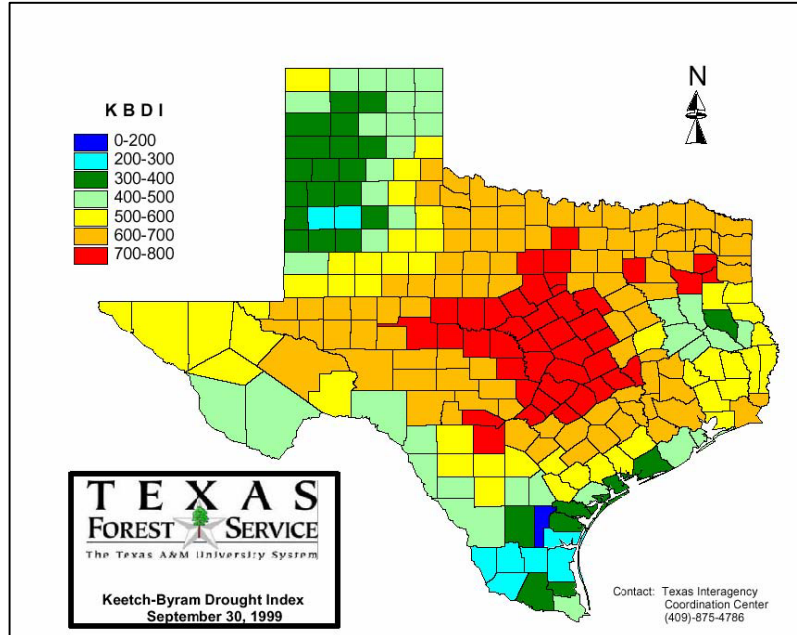 N
K B D I
0-200
200-300
300-400
400-500
500-600
600-700
700-800
TEXAS
FOREST SERVICE
The Texas A&M University System
Keetch-Byram Drought Index
September 30, 1999
Contact: Texas Interagency
Coordination Center
(409)-875-4786